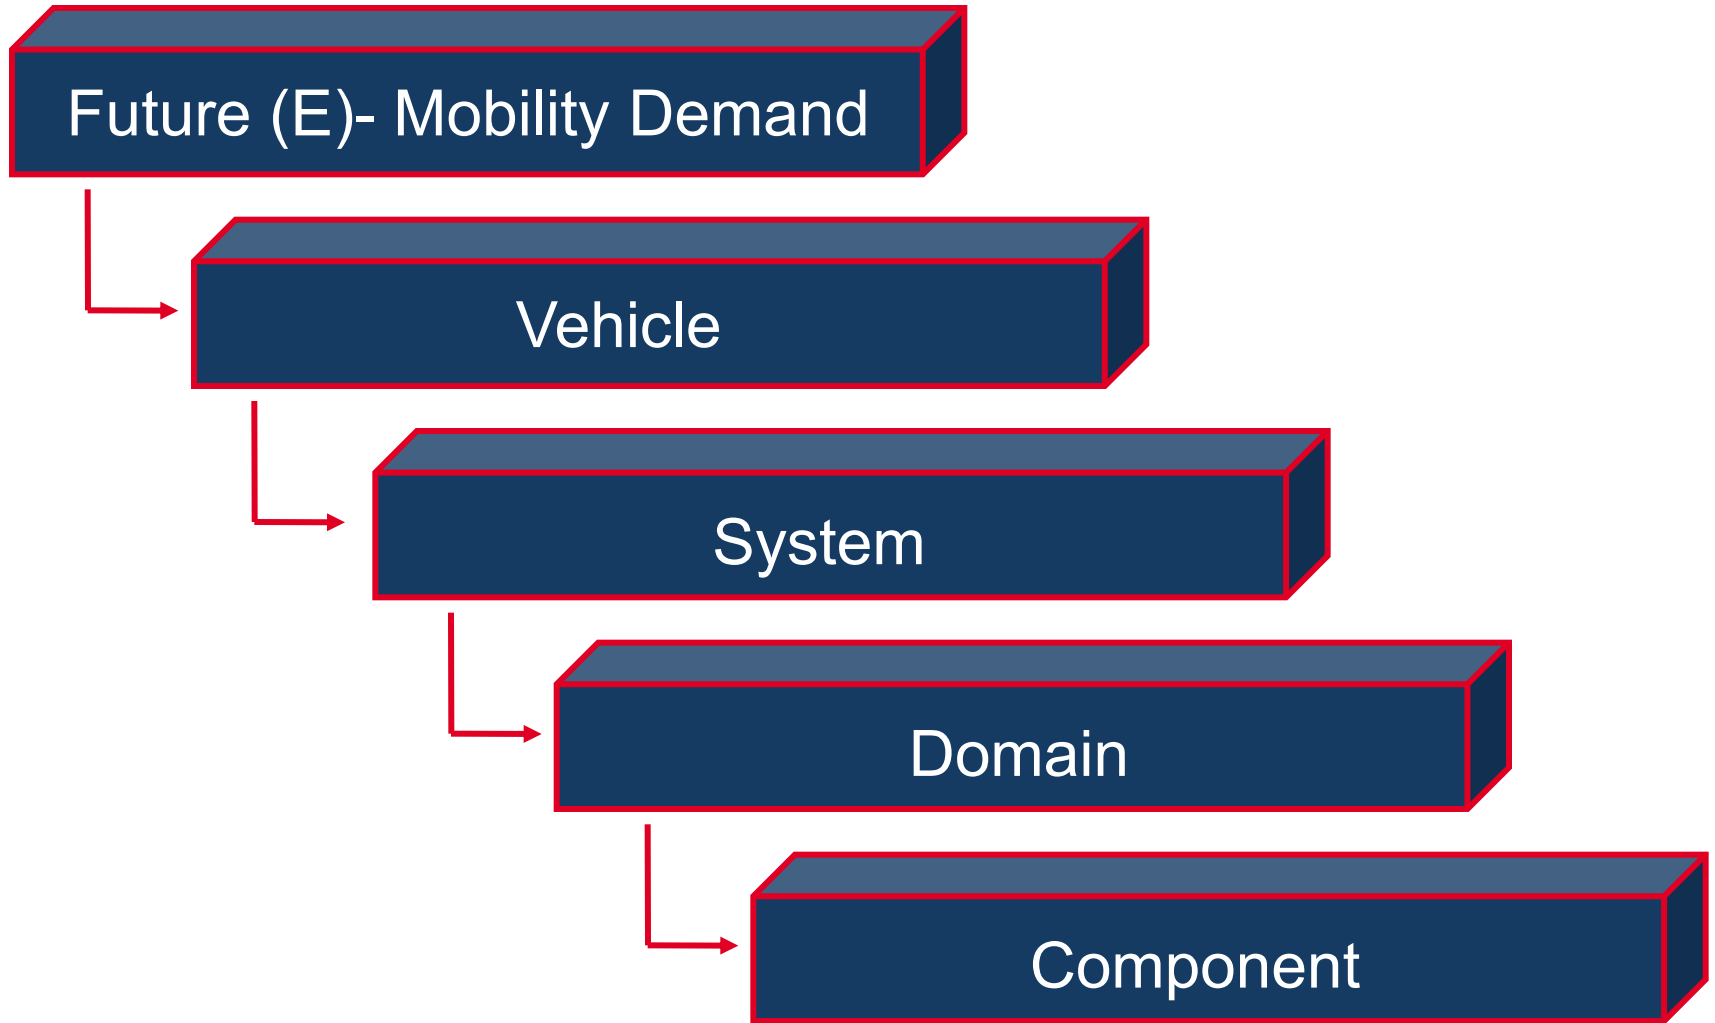 Future (E)- Mobility Demand
Vehicle
System
Domain
Component